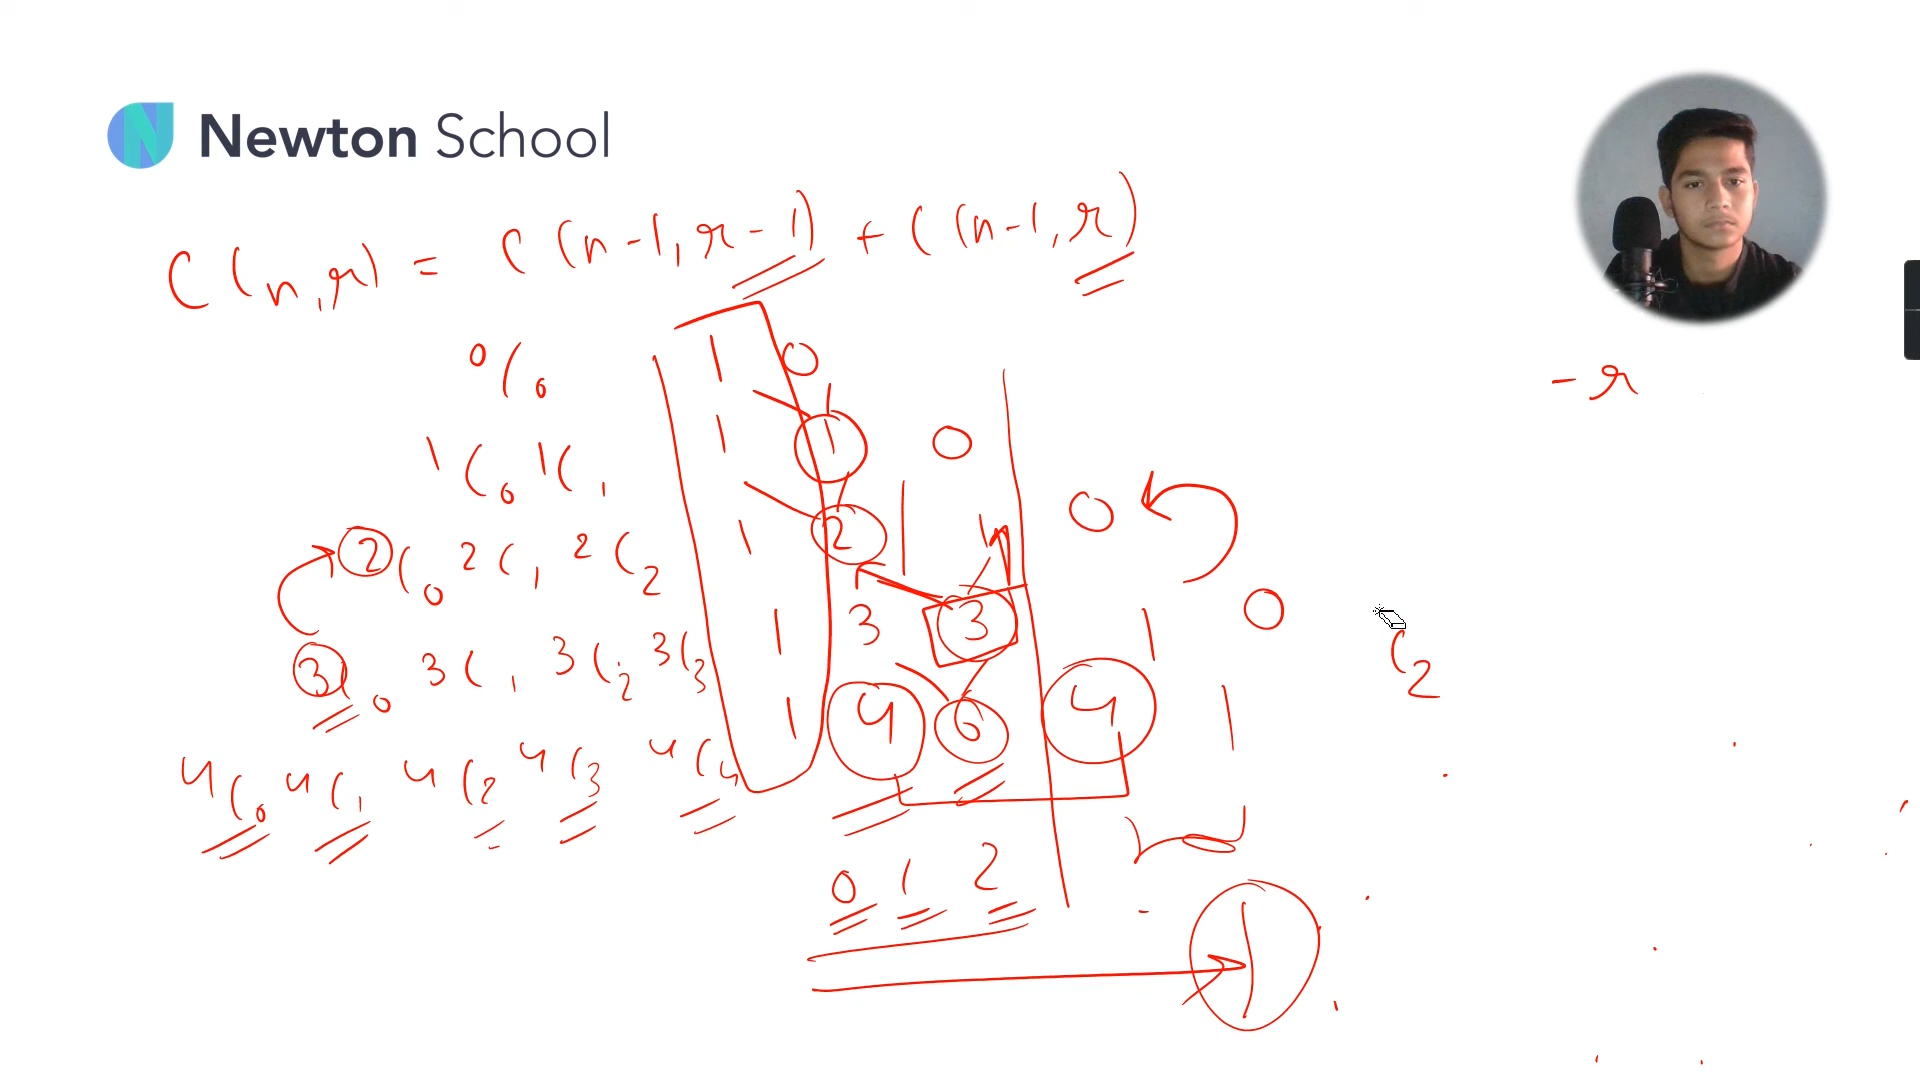 Newton School
C(n,r) = C(n-1,r-1) + C(n-1,r)
0C0 1 0
- r
1C0 1C1 1 1 0
2C0 2C1 2C2 1 2 1 0
3C0 3C1 3C2 3C3 1 3 3 1 0
C2
4C0 4C1 4C2 4C3 4C4 1 4 6 4 1
0 1 2